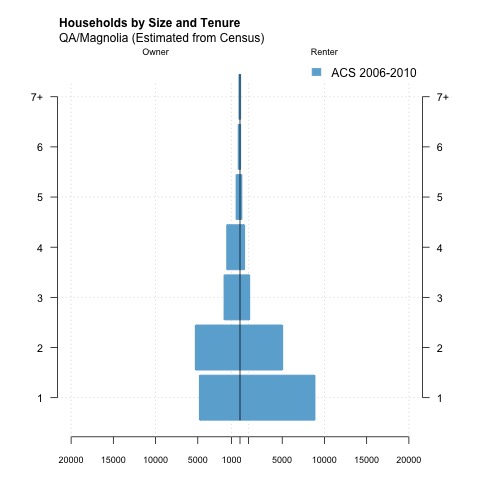 Households by Size and Tenure
QA/Magnolia (Estimated from Census)
Owner Renter
ACS 2006-2010
7+ 7+
6 6
5 5
4 4
3 3
2 2
1 1
20000 15000 10000 5000 1000 5000 10000 15000 20000